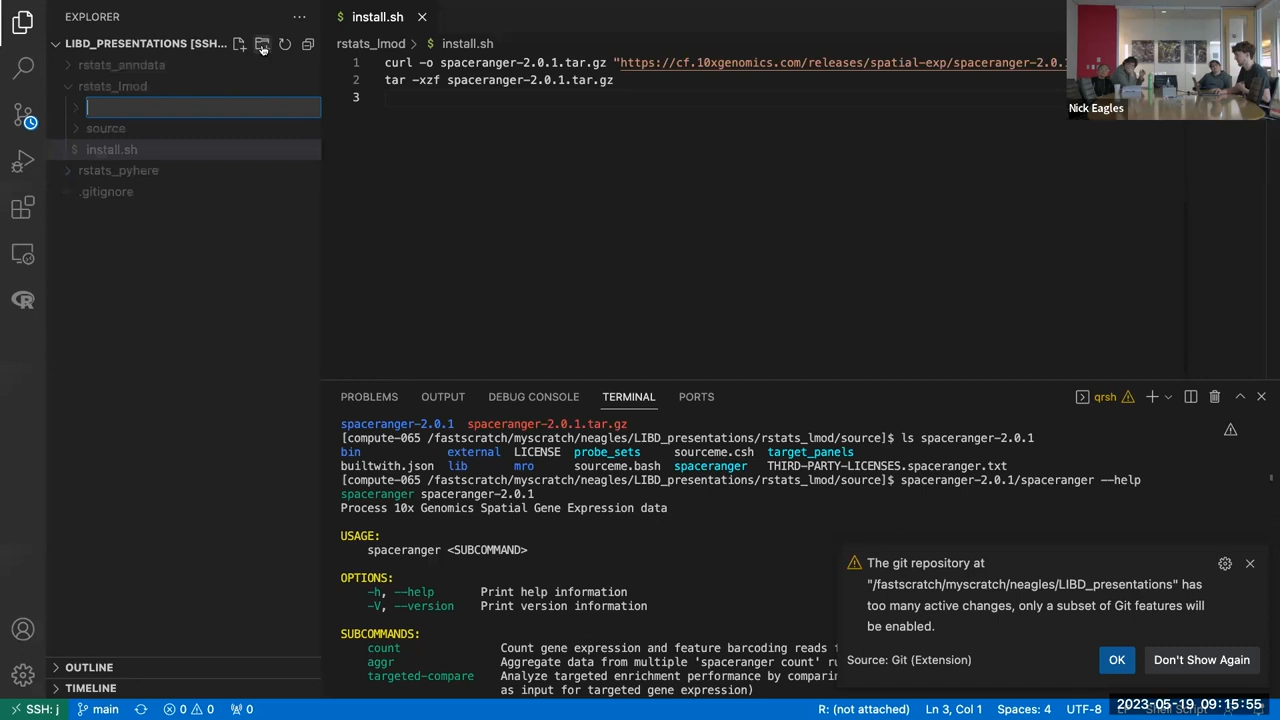 EXPLORER
LIBD_PRESENTATIONS [SSH...
rstats_anndata
rstats_lmod
source
$ install.sh
rstats_pyhere
.gitignore
OUTLINE
TIMELINE
$ install.sh
rstats_lmod > $ install.sh
1 curl -o spaceranger-2.0.1.tar.gz "https://cf.10xgenomics.com/releases/spatial-exp/spaceranger-2.0.1
2 tar -xzf spaceranger-2.0.1.tar.gz
3
Nick Eagles
PROBLEMS OUTPUT DEBUG CONSOLE TERMINAL PORTS
qrsh
spaceranger-2.0.1 spaceranger-2.0.1.tar.gz
[compute-065 /fastscratch/myscratch/neagles/LIBD_presentations/rstats_lmod/source]$ ls spaceranger-2.0.1
bin external LICENSE probe_sets sourceme.csh target_panels
builtwith.json lib mro sourceme.bash spaceranger THIRD-PARTY-LICENSES.spaceranger.txt
[compute-065 /fastscratch/myscratch/neagles/LIBD_presentations/rstats_lmod/source]$ spaceranger-2.0.1/spaceranger --help
spaceranger spaceranger-2.0.1
Process 10x Genomics Spatial Gene Expression data
USAGE:
spaceranger <SUBCOMMAND>
OPTIONS:
-h, --help Print help information
-V, --version Print version information
SUBCOMMANDS:
count Count gene expression and feature barcoding reads
aggr Aggregate data from multiple 'spaceranger count'
targeted-compare Analyze targeted enrichment performance by
as input for targeted gene expression)
The git repository at
"/fastscratch/myscratch/neagles/LIBD_presentations" has
too many active changes, only a subset of Git features will
be enabled.
Source: Git (Extension)
OK
Don't Show Again
SSH: j main 0 0 0
R: (not attached) Ln 3, Col 1 Spaces: 4 UTF-8
2023-05-19 09:15:55